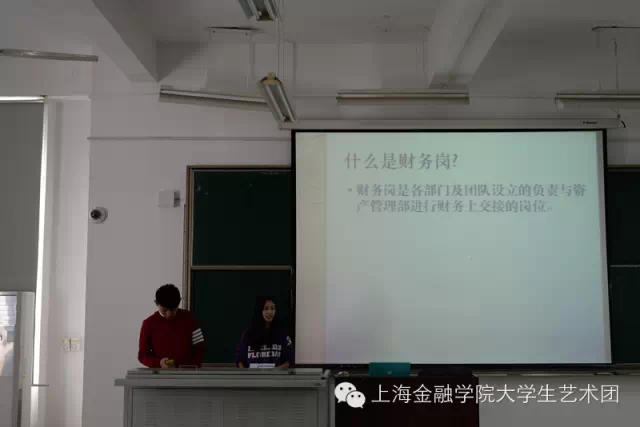 什么是财务岗?
• 财务岗是各部门及团队设立的负责与资
产管理部进行财务上交接的岗位。
上海金融学院大学生艺术团